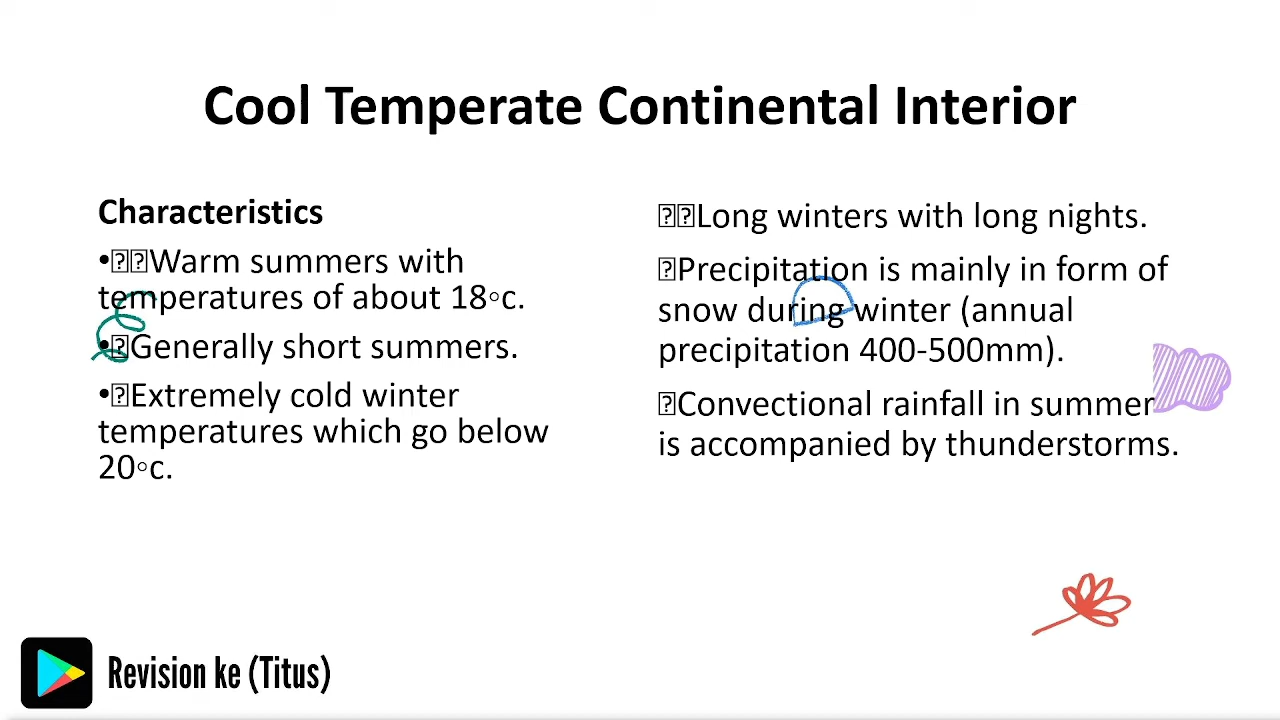 Cool Temperate Continental Interior
Characteristics
•⍰⍰Warm summers with
temperatures of about 18◦c.
•⍰Generally short summers.
•⍰Extremely cold winter
temperatures which go below
20◦c.
⍰⍰Long winters with long nights.
⍰Precipitation is mainly in form of
snow during winter (annual
precipitation 400-500mm).
⍰Convectional rainfall in summer
is accompanied by thunderstorms.
Revision ke (Titus)